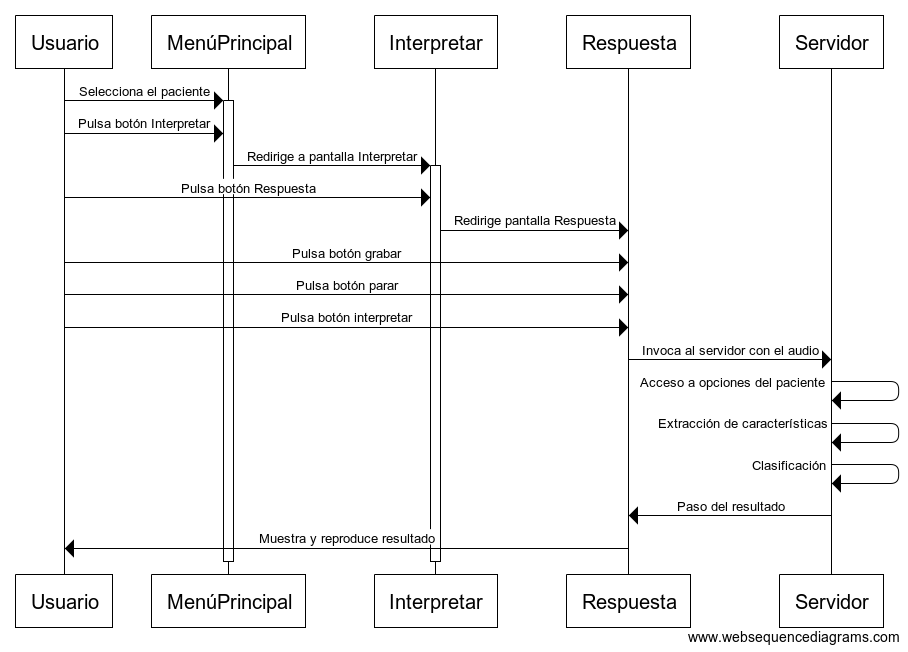 Usuario
MenúPrincipal
Interpretar
Respuesta
Servidor
Selecciona el paciente
Pulsa botón Interpretar
Redirige a pantalla Interpretar
Pulsa botón Respuesta
Redirige pantalla Respuesta
Pulsa botón grabar
Pulsa botón parar
Pulsa botón interpretar
Invoca al servidor con el audio
Acceso a opciones del paciente
Extracción de características
Clasificación
Paso del resultado
Muestra y reproduce resultado
Usuario
MenúPrincipal
Interpretar
Respuesta
Servidor
www.websequencediagrams.com